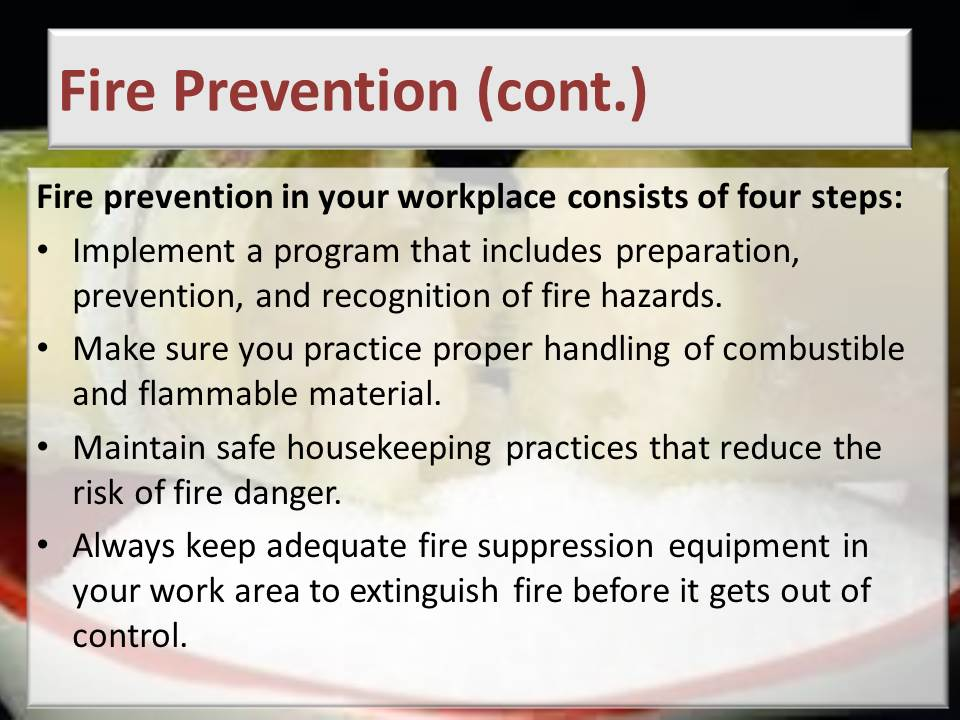 Fire Prevention (cont.)
Fire prevention in your workplace consists of four steps:
• Implement a program that includes preparation,
prevention, and recognition of fire hazards.
• Make sure you practice proper handling of combustible
and flammable material.
• Maintain safe housekeeping practices that reduce the
risk of fire danger.
• Always keep adequate fire suppression equipment in
your work area to extinguish fire before it gets out of
control.